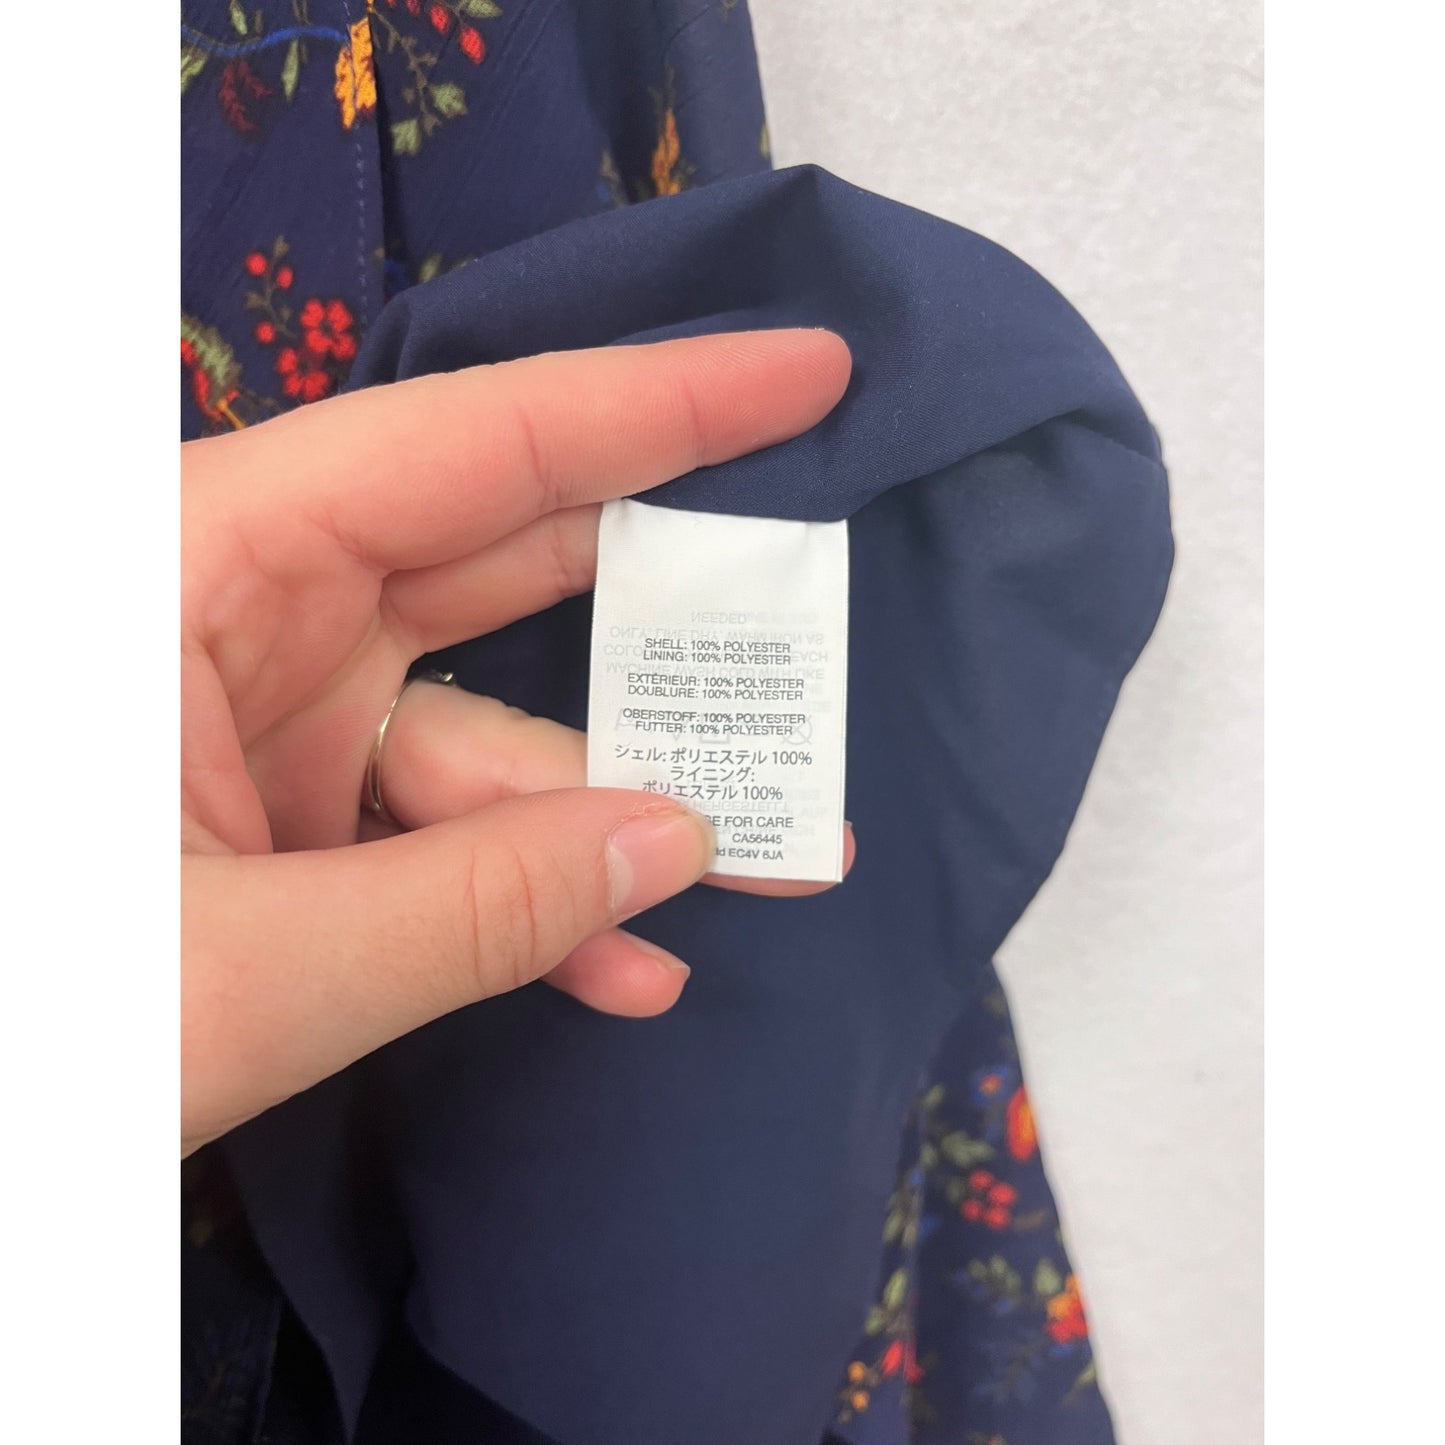 SHELL: 100% POLYESTER
LINING: 100% POLYESTER
EXTÉRIEUR: 100% POLYESTER
DOUBLURE: 100% POLYESTER
OBERSTOFF: 100% POLYESTER
FUTTER: 100% POLYESTER
シェル: ポリエステル 100%
ライニング:
ポリエステル 100%
FOR CARE
CA56445
EC4V 6JA